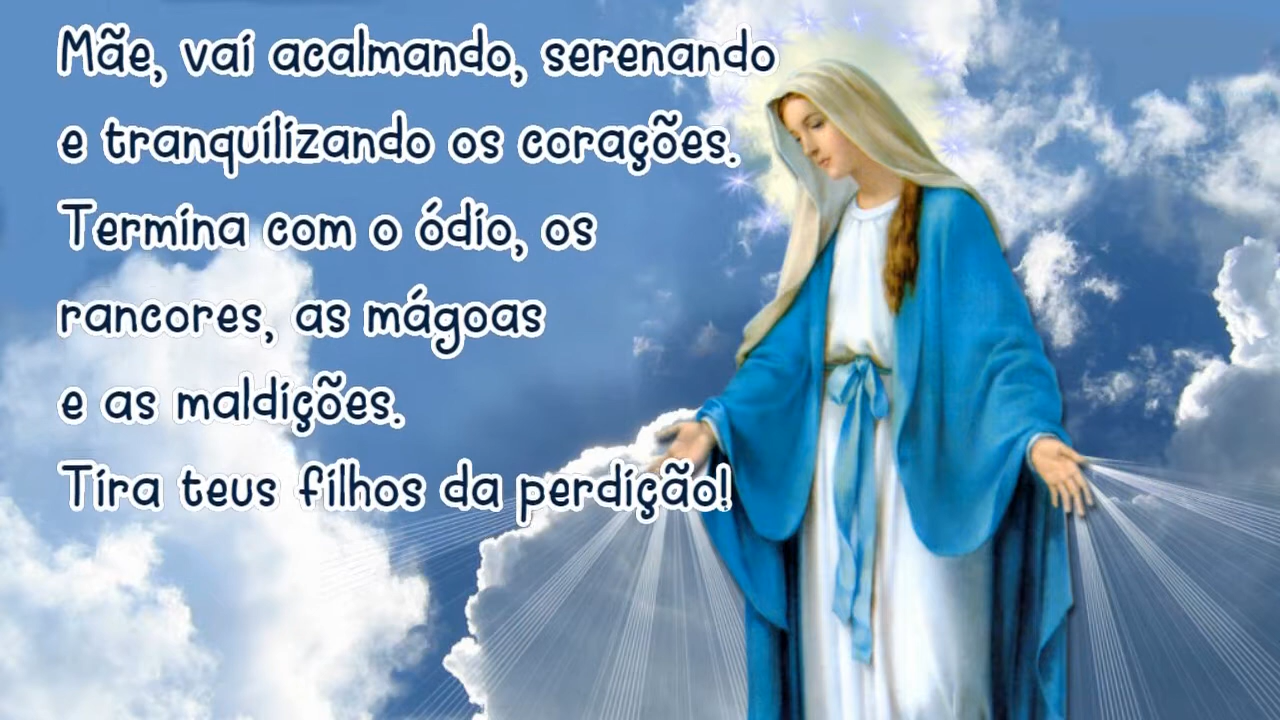 Mãe, vai acalmando, serenando
e tranquilizando os corações.
Termina com o ódio, os
rancores, as mágoas
e as maldições.
Tira teus filhos da perdição!